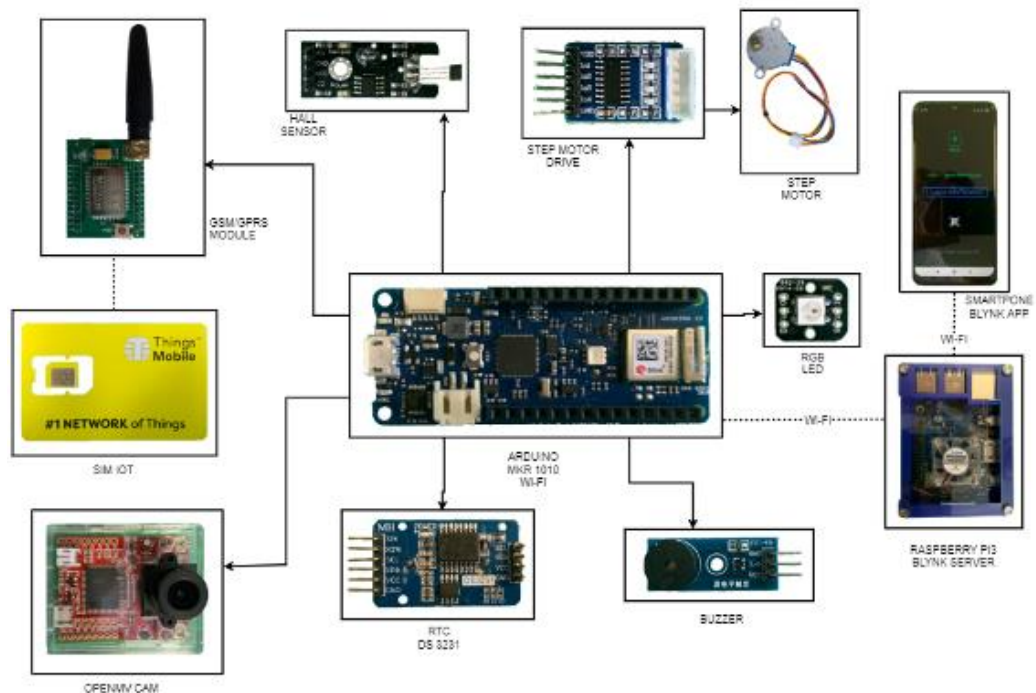 HALL
SENSOR
STEP MOTOR
DRIVE
STEP
MOTOR
GSM/GPRS
MODULE
SMARTPONE
BLYNK APP
WI-FI
RGB
LED
Things
Mobile
#1 NETWORK of Things
SIM IOT
WI-FI
ARDUINO
MKR 1010
WI-FI
RASPBERRY PI3
BLYNK SERVER
RTC
DS 3231
BUZZER
OPENMV CAM